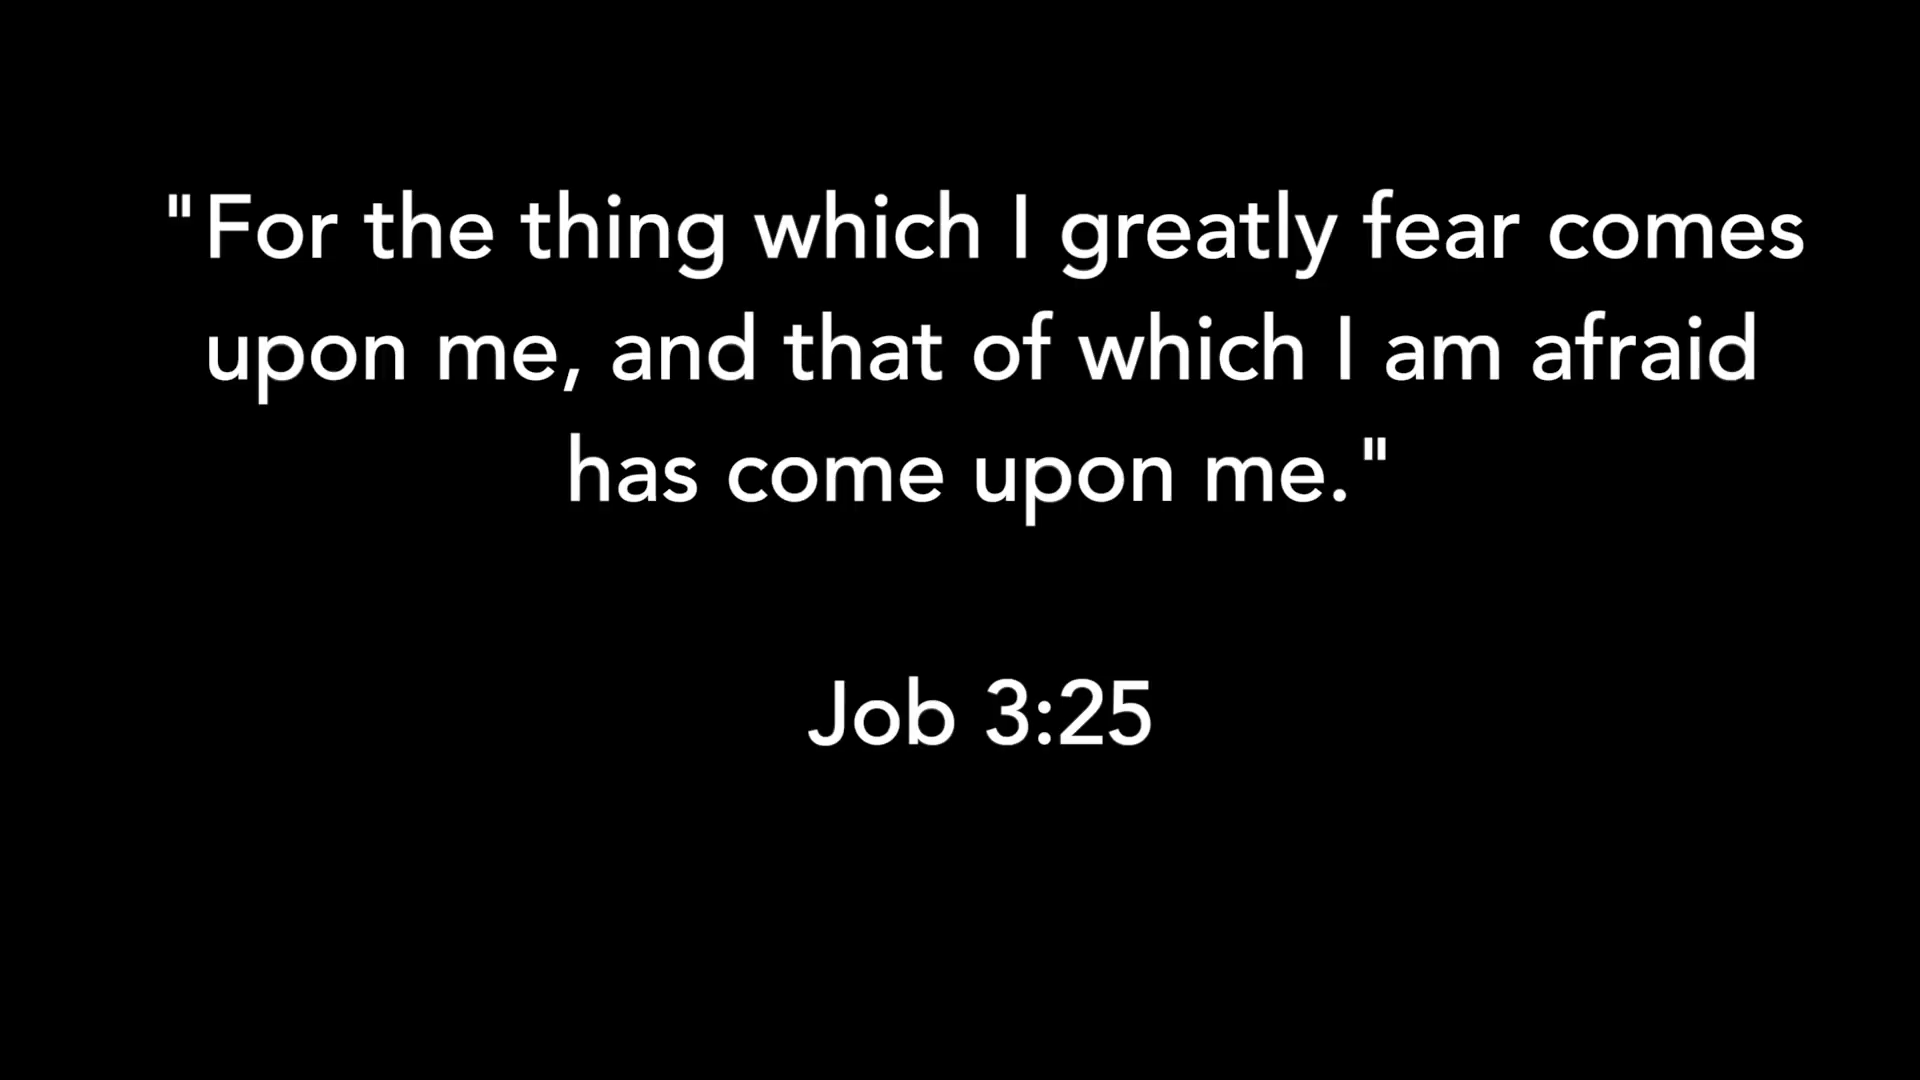 "For the thing which I greatly fear comes
upon me, and that of which I am afraid
has come upon me."
Job 3:25